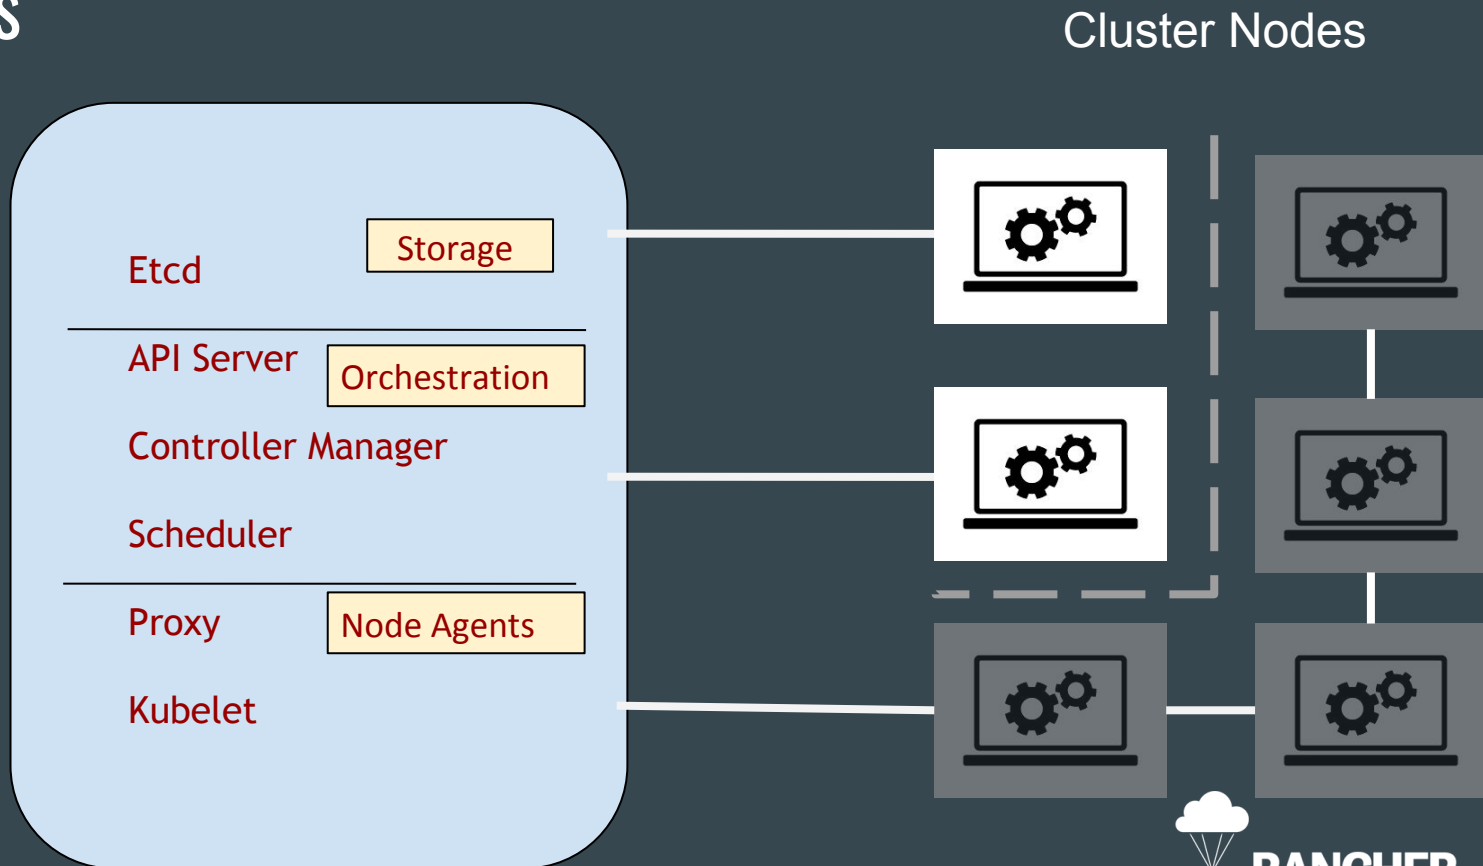 Cluster Nodes
Storage
Etcd
API Server
Orchestration
Controller Manager
Scheduler
Proxy
Node Agents
Kubelet